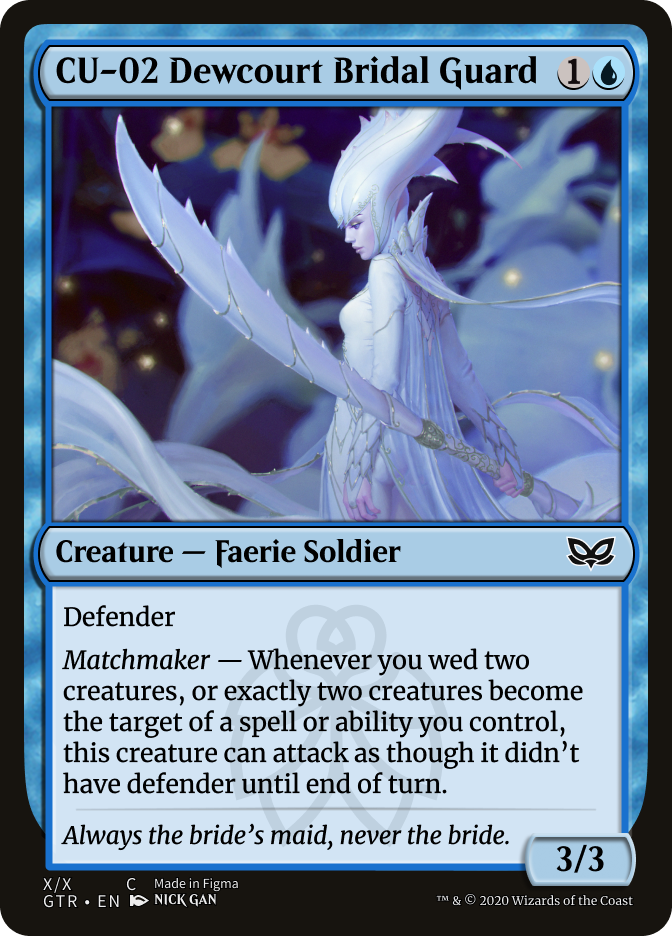 CU-02 Dewcourt Bridal Guard 1
Creature — Faerie Soldier
Defender
Matchmaker — Whenever you wed two
creatures, or exactly two creatures become
the target of a spell or ability you control,
this creature can attack as though it didn't
have defender until end of turn.
Always the bride's maid, never the bride.
3/3
X/X C Made in Figma
GTR • EN NICK GAN ™ & © 2020 Wizards of the Coast